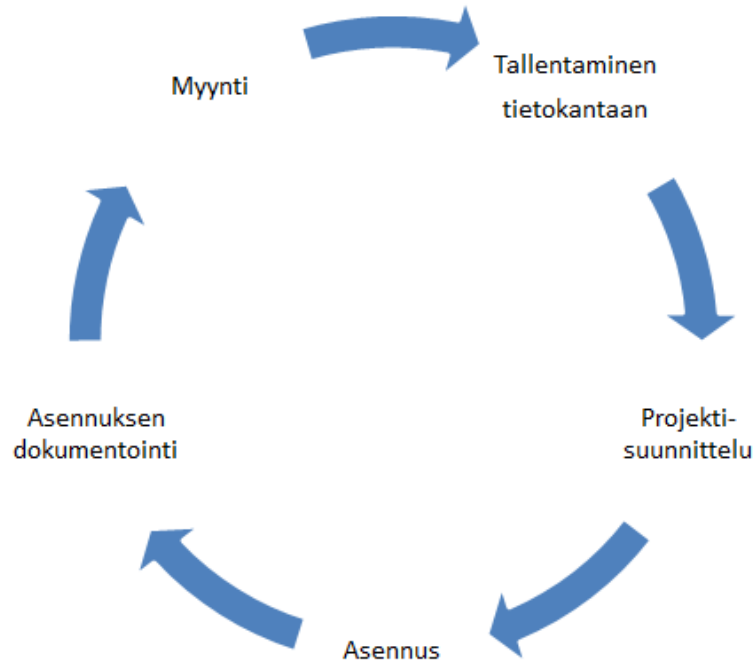 Myynti
Tallentaminen
tietokantaan
Projekti-
suunnittelu
Asennus
Asennuksen
dokumentointi